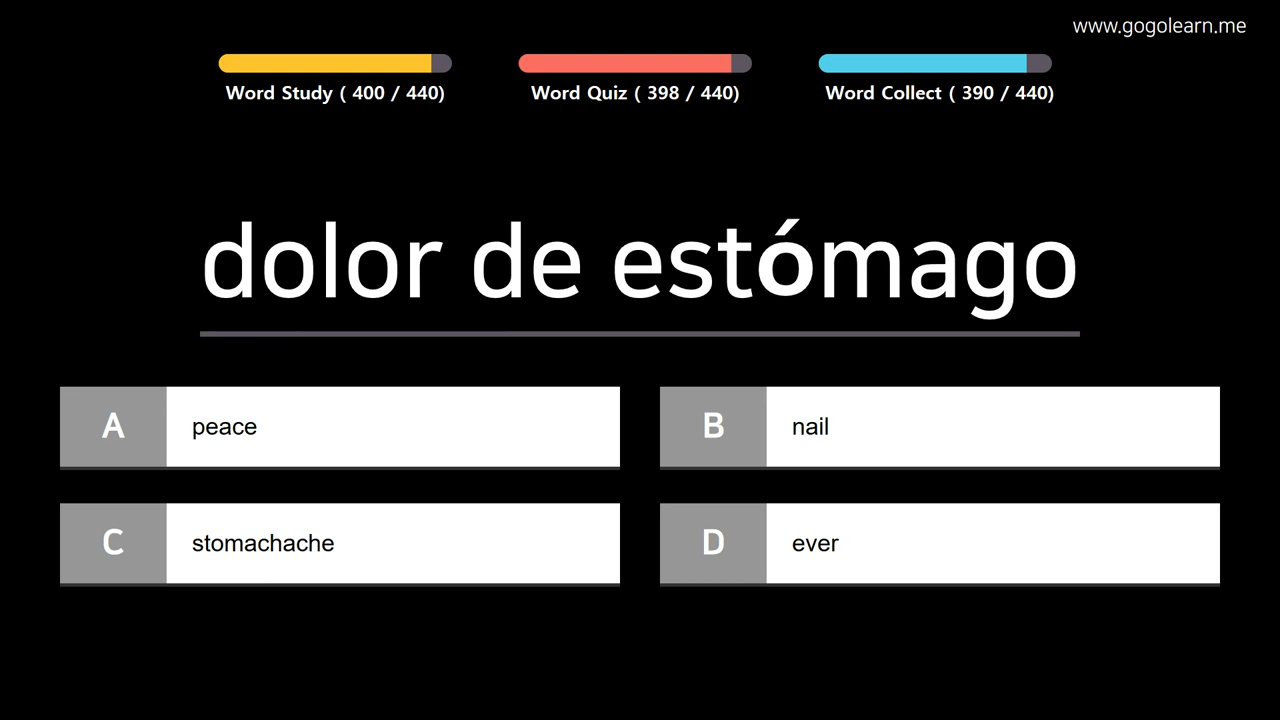 www.gogolearn.me
Word Study ( 400 / 440)
Word Quiz ( 398 / 440)
Word Collect ( 390 / 440)
dolor de estómago
A peace
B nail
C stomachache
D ever